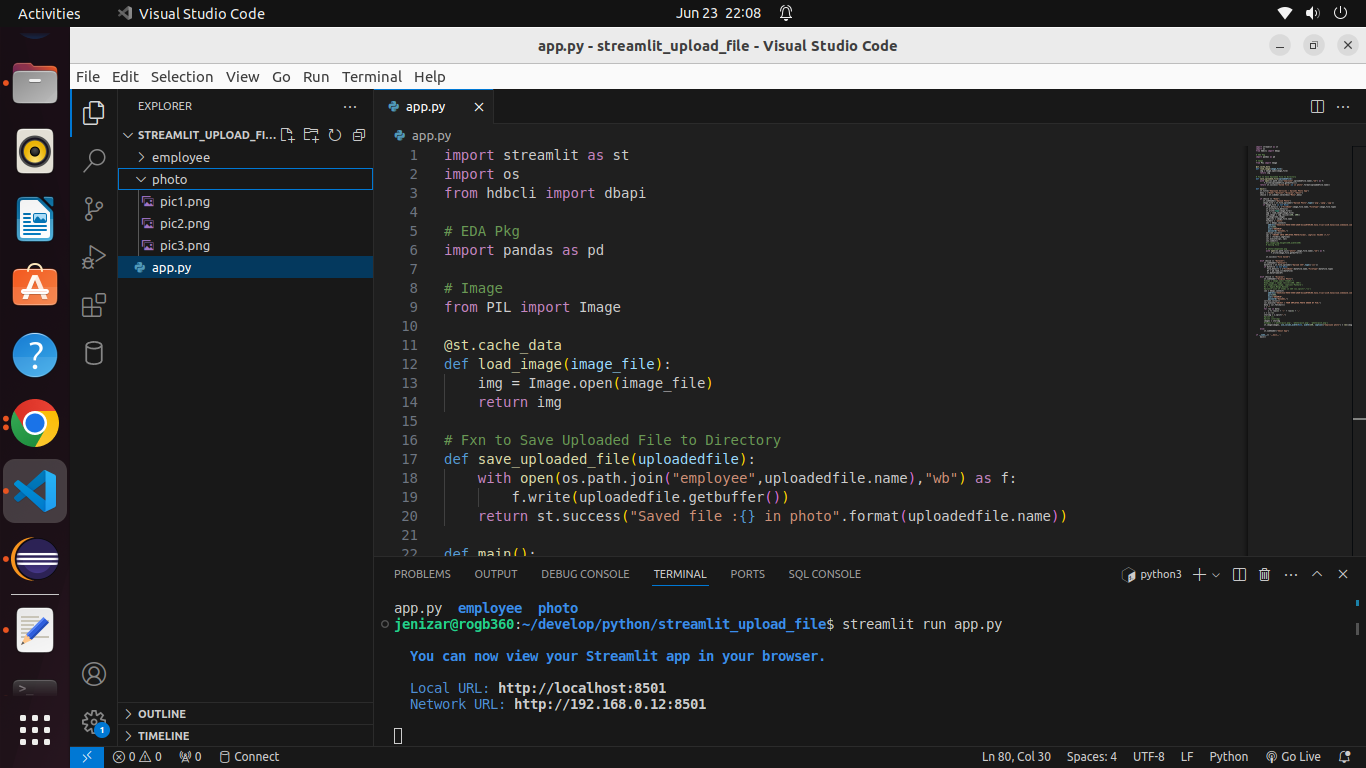 Activities
Visual Studio Code
Jun 23 22:08
app.py - streamlit_upload_file - Visual Studio Code
File Edit Selection View Go Run Terminal Help
EXPLORER
STREAMLIT_UPLOAD_FI...
employee
photo
pic1.png
pic2.png
pic3.png
app.py
OUTLINE
TIMELINE
1
app.py
app.py
1 import streamlit as st
2 import os
3 from hdbcli import dbapi
4
5 # EDA Pkg
6 import pandas as pd
7
8 # Image
9 from PIL import Image
10
11 @st.cache_data
12 def load_image(image_file):
13 img = Image.open(image_file)
14 return img
15
16 # Fxn to Save Uploaded File to Directory
17 def save_uploaded_file(uploadedfile):
18 with open(os.path.join("employee",uploadedfile.name),"wb") as f:
19 f.write(uploadedfile.getbuffer())
20 return st.success("Saved file :{} in photo".format(uploadedfile.name))
21
22 def main():
PROBLEMS OUTPUT DEBUG CONSOLE TERMINAL PORTS SQL CONSOLE
python3
app.py employee photo
jenizar@rogb360:~/develop/python/streamlit_upload_file$ streamlit run app.py
You can now view your Streamlit app in your browser.
Local URL: http://localhost:8501
Network URL: http://192.168.0.12:8501
0 0 0 Connect
Ln 80, Col 30 Spaces: 4 UTF-8 LF Python Go Live